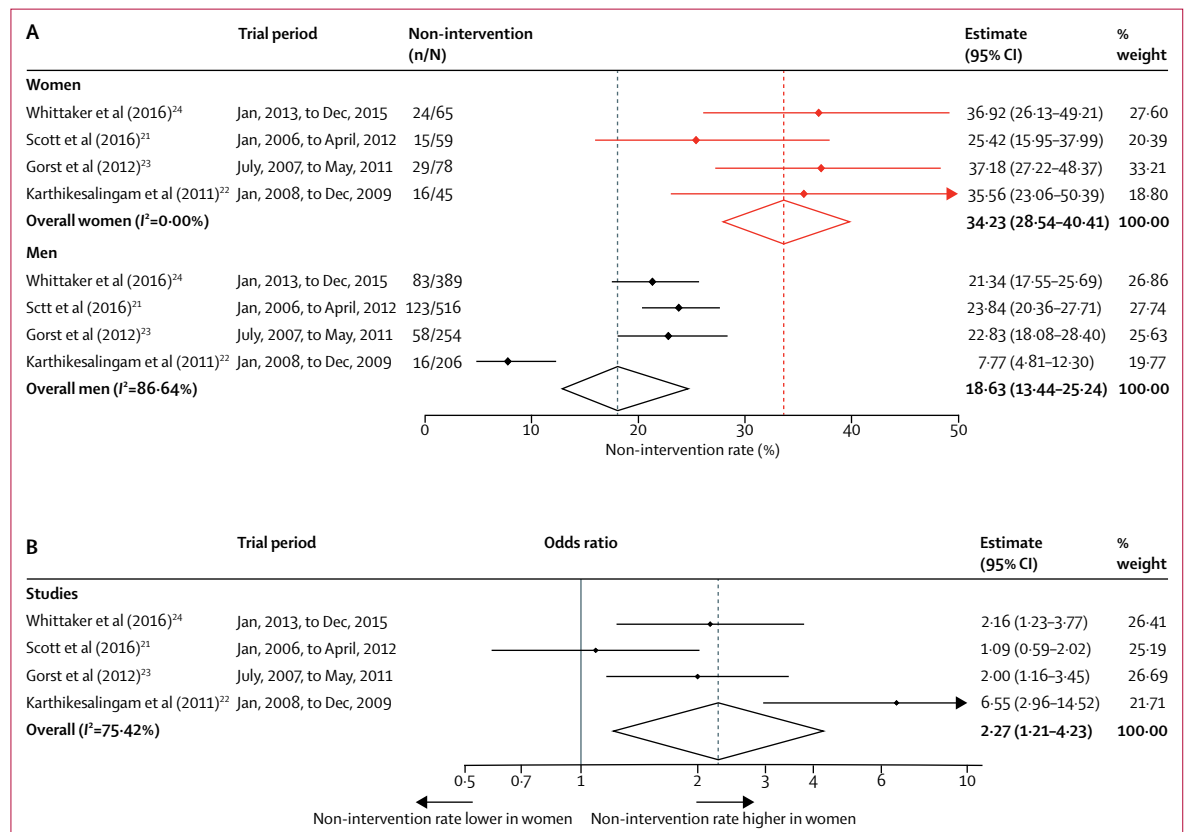 A Trial period Non-intervention Estimate %
(n/N) (95% CI) weight
Women
Whittaker et al (2016)²⁴ Jan, 2013, to Dec, 2015 24/65 36·92 (26·13–49·21) 27·60
Scott et al (2016)²¹ Jan, 2006, to April, 2012 15/59 25·42 (15·95–37·99) 20·39
Gorst et al (2012)²³ July, 2007, to May, 2011 29/78 37·18 (27·22–48·37) 33·21
Karthikesalingam et al (2011)²² Jan, 2008, to Dec, 2009 16/45 35·56 (23·06–50·39) 18·80
Overall women (I²=0·00%) 34·23 (28·54–40·41) 100·00
Men
Whittaker et al (2016)²⁴ Jan, 2013, to Dec, 2015 83/389 21·34 (17·55–25·69) 26·86
Sctt et al (2016)²¹ Jan, 2006, to April, 2012 123/516 23·84 (20·36–27·71) 27·74
Gorst et al (2012)²³ July, 2007, to May, 2011 58/254 22·83 (18·08–28·40) 25·63
Karthikesalingam et al (2011)²² Jan, 2008, to Dec, 2009 16/206 7·77 (4·81–12·30) 19·77
Overall men (I²=86·64%) 18·63 (13·44–25·24) 100·00
0 10 20 30 40 50
Non-intervention rate (%)
B Trial period Odds ratio Estimate %
(95% CI) weight
Studies
Whittaker et al (2016)²⁴ Jan, 2013, to Dec, 2015 2·16 (1·23–3·77) 26·41
Scott et al (2016)²¹ Jan, 2006, to April, 2012 1·09 (0·59–2·02) 25·19
Gorst et al (2012)²³ July, 2007, to May, 2011 2·00 (1·16–3·45) 26·69
Karthikesalingam et al (2011)²² Jan, 2008, to Dec, 2009 6·55 (2·96–14·52) 21·71
Overall (I²=75·42%) 2·27 (1·21–4·23) 100·00
0·5 0·7 1 2 3 4 6 10
Non-intervention rate lower in women Non-intervention rate higher in women